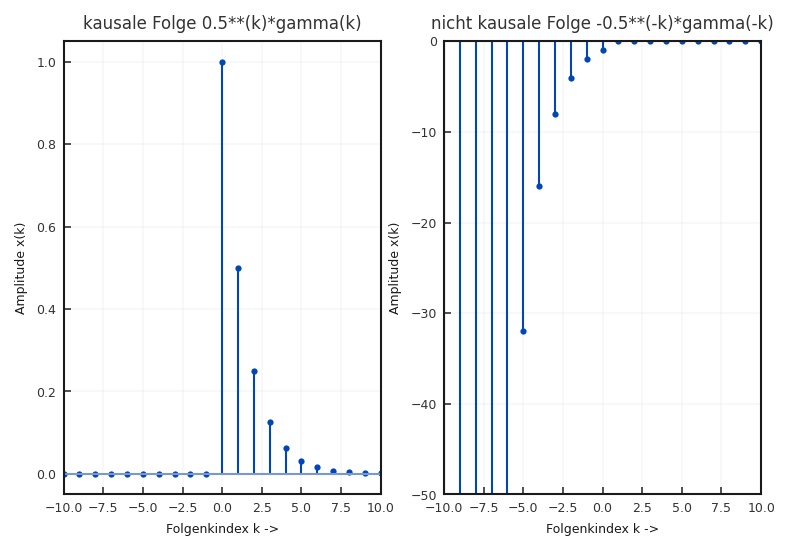 kausale Folge 0.5**(k)*gamma(k)
nicht kausale Folge -0.5**(-k)*gamma(-k)
1.0
0.8
0.6
0.4
0.2
0.0
Amplitude x(k)
−10.0 −7.5 −5.0 −2.5 0.0 2.5 5.0 7.5 10.0
Folgenkindex k ->
0
−10
−20
−30
−40
−50
Amplitude x(k)
−10.0 −7.5 −5.0 −2.5 0.0 2.5 5.0 7.5 10.0
Folgenkindex k ->